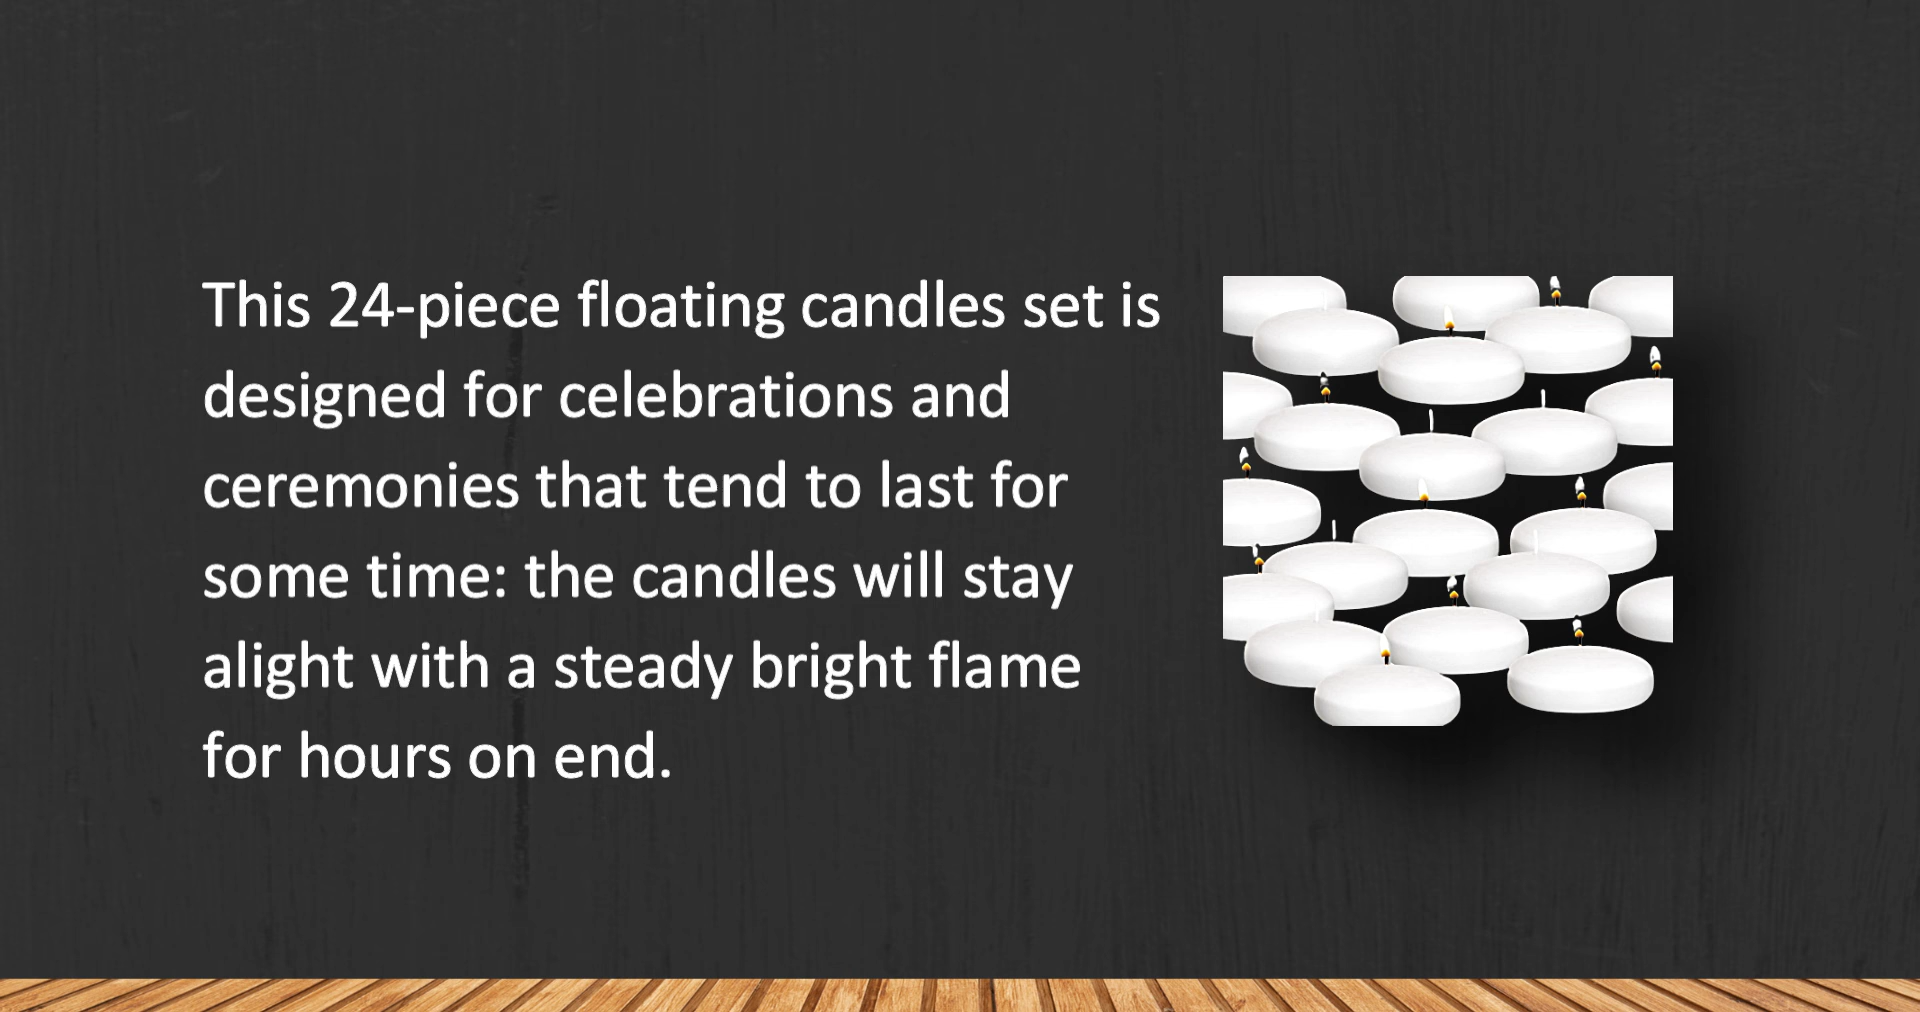 This 24-piece floating candles set is
designed for celebrations and
ceremonies that tend to last for
some time: the candles will stay
alight with a steady bright flame
for hours on end.